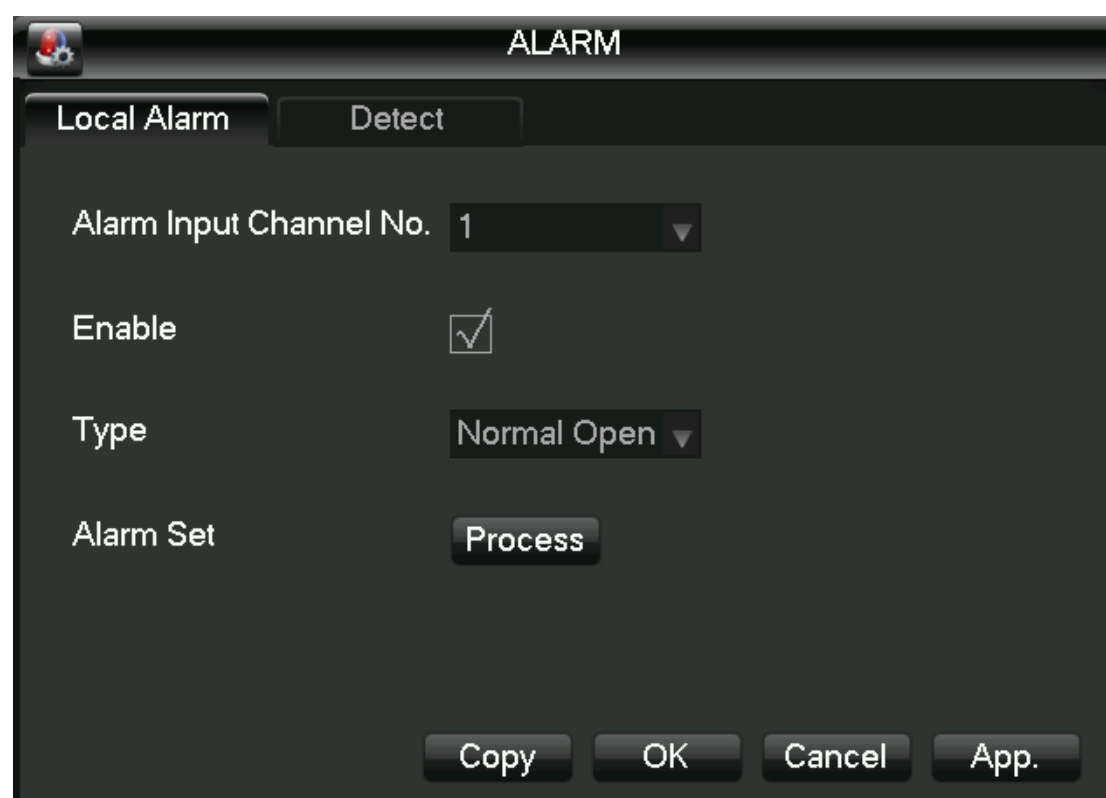 ALARM
Local Alarm Detect
Alarm Input Channel No. 1
Enable
Type Normal Open
Alarm Set Process
Copy OK Cancel App.